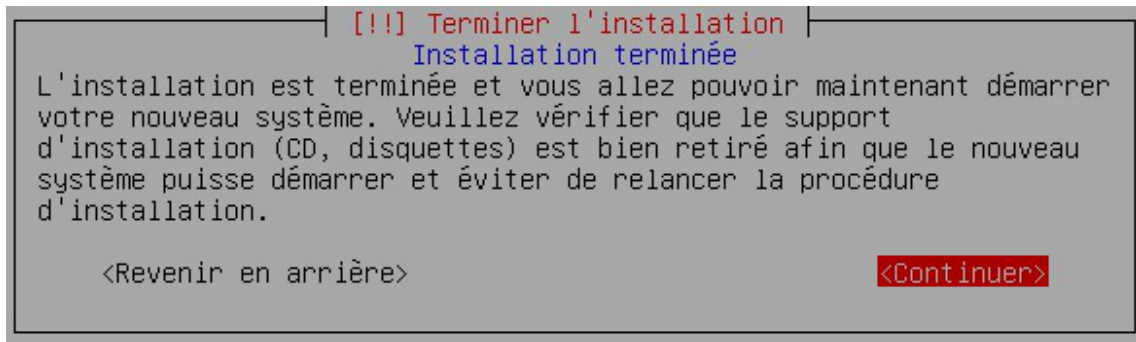 [!!] Terminer l'installation
Installation terminée
L'installation est terminée et vous allez pouvoir maintenant démarrer
votre nouveau système. Veuillez vérifier que le support
d'installation (CD, disquettes) est bien retiré afin que le nouveau
système puisse démarrer et éviter de relancer la procédure
d'installation.
<Revenir en arrière> <Continuer>